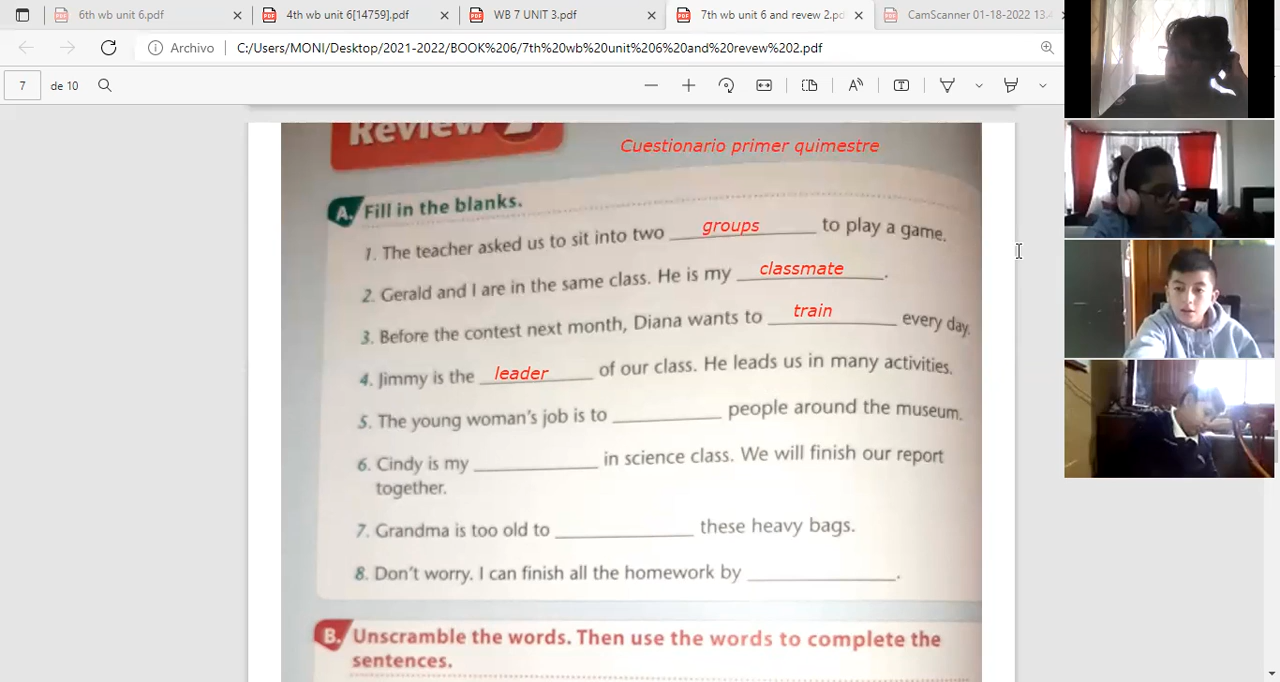 6th wb unit 6.pdf
4th wb unit 6[14759].pdf
WB 7 UNIT 3.pdf
7th wb unit 6 and revew 2.pd
CamScanner 01-18-2022 13.4
Archivo
C:/Users/MONI/Desktop/2021-2022/BOOK%206/7th%20wb%20unit%206%20and%20revew%202.pdf
7 de 10
Review 2
Cuestionario primer quimestre
A. Fill in the blanks.
1. The teacher asked us to sit into two groups to play a game.
2. Gerald and I are in the same class. He is my classmate.
3. Before the contest next month, Diana wants to train every day.
4. Jimmy is the leader of our class. He leads us in many activities.
5. The young woman's job is to __________ people around the museum.
6. Cindy is my __________ in science class. We will finish our report
together.
7. Grandma is too old to __________ these heavy bags.
8. Don't worry. I can finish all the homework by __________.
B. Unscramble the words. Then use the words to complete the
sentences.